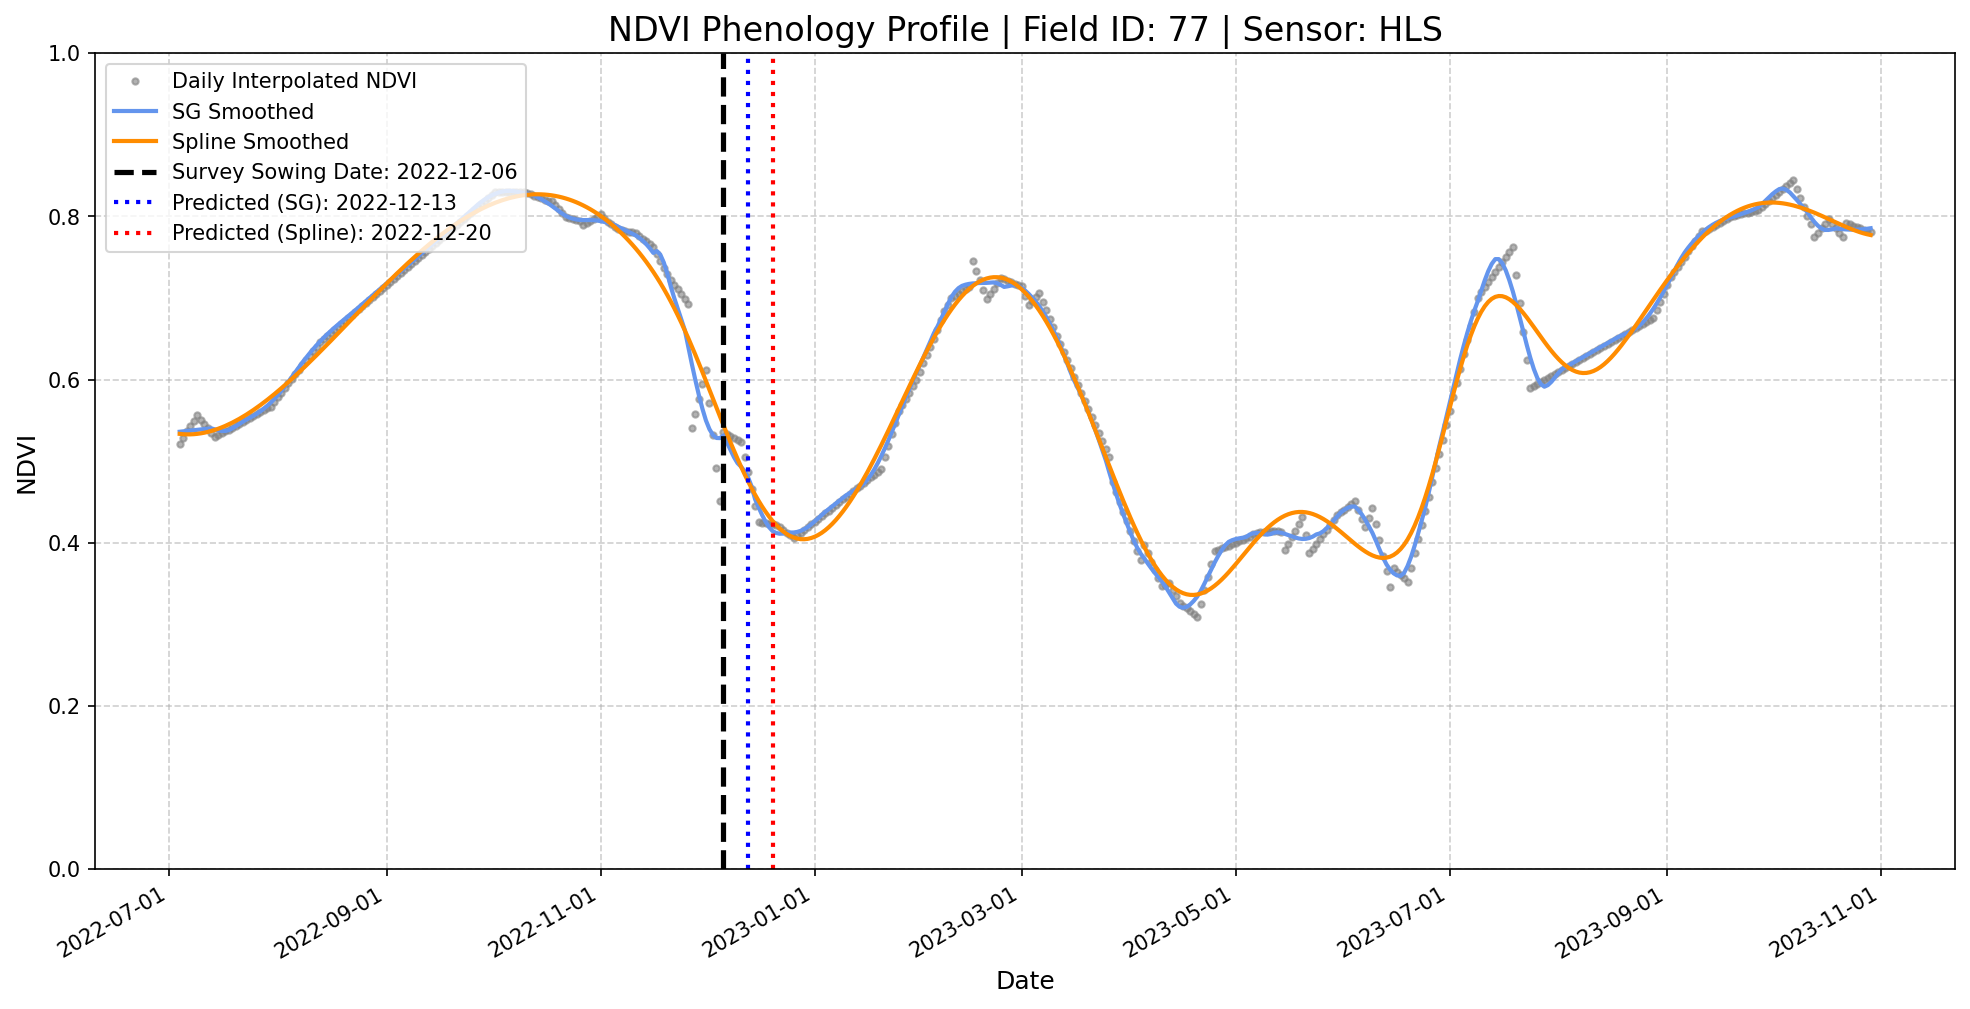 NDVI Phenology Profile | Field ID: 77 | Sensor: HLS
1.0
0.8
0.6
0.4
0.2
0.0
NDVI
Daily Interpolated NDVI
SG Smoothed
Spline Smoothed
Survey Sowing Date: 2022-12-06
Predicted (SG): 2022-12-13
Predicted (Spline): 2022-12-20
2022-07-01
2022-09-01
2022-11-01
2023-01-01
2023-03-01
2023-05-01
2023-07-01
2023-09-01
2023-11-01
Date